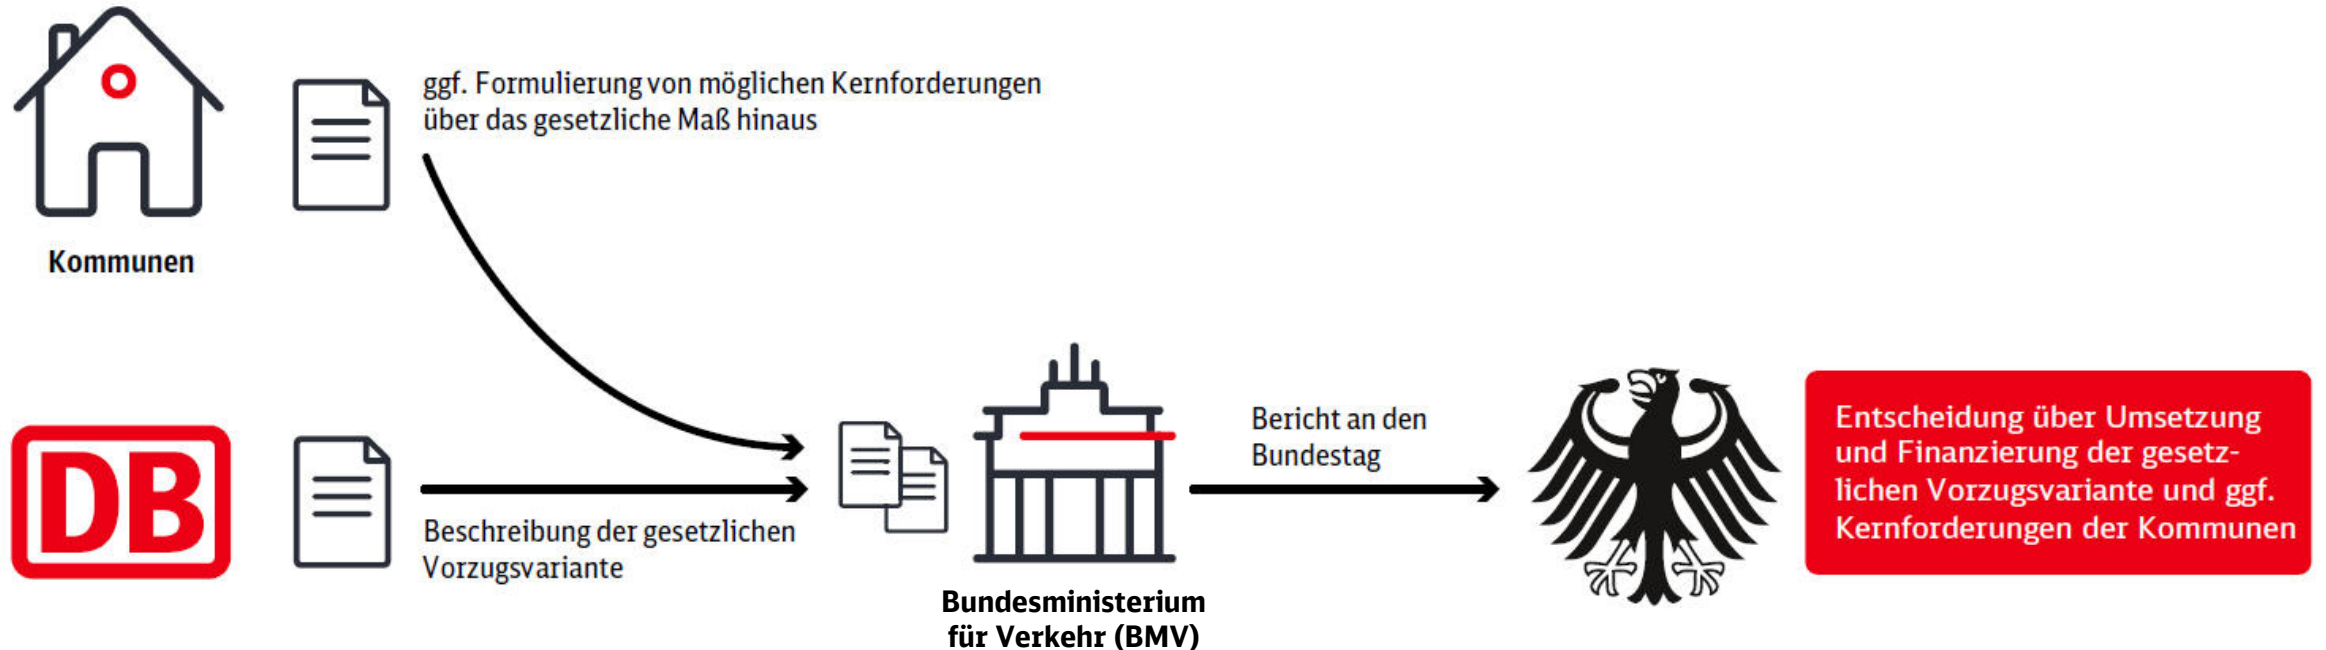 ggf. Formulierung von möglichen Kernforderungen
über das gesetzliche Maß hinaus
Kommunen
DB
Beschreibung der gesetzlichen
Vorzugsvariante
Bundesministerium
für Verkehr (BMV)
Bericht an den
Bundestag
Entscheidung über Umsetzung
und Finanzierung der gesetz-
lichen Vorzugsvariante und ggf.
Kernforderungen der Kommunen